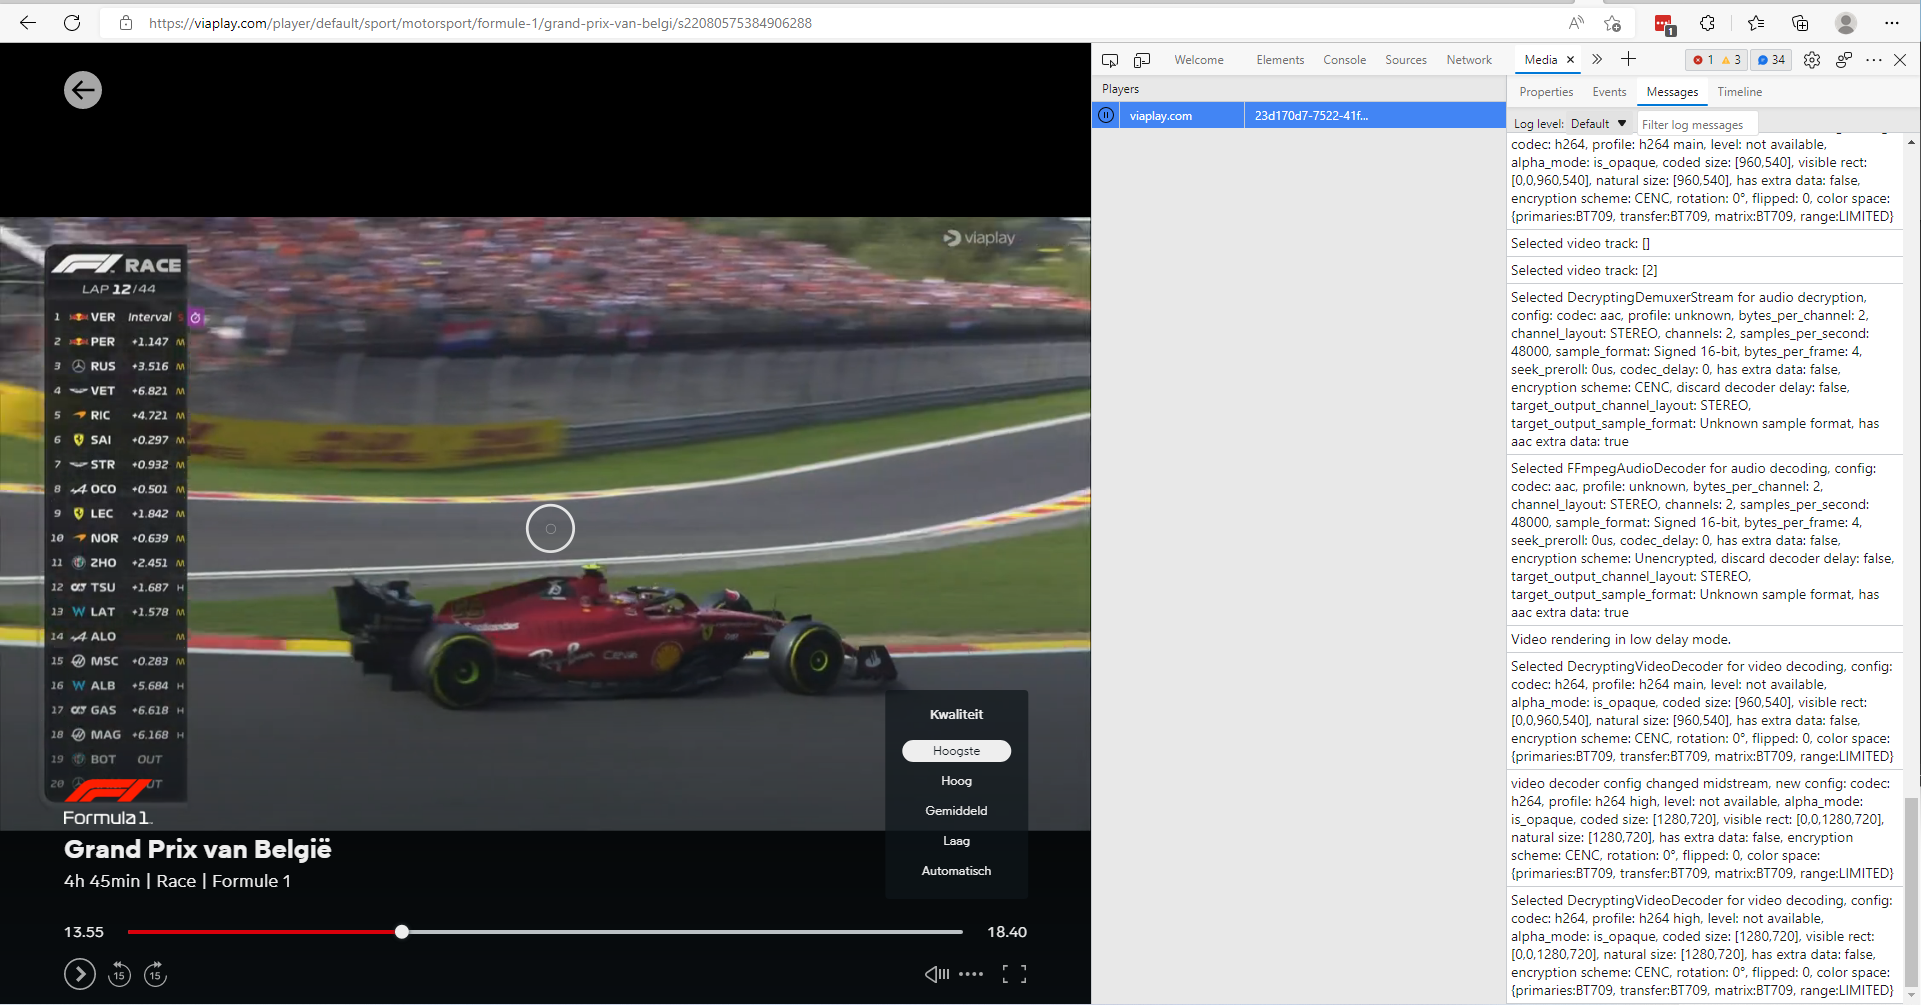 https://viaplay.com/player/default/sport/motorsport/formule-1/grand-prix-van-belgi/s22080575384906288
1
viaplay
F1 RACE
LAP 12/44
1 VER Interval S
2 PER +1.147 M
3 RUS +3.516 M
4 VET +6.821 M
5 RIC +4.721 M
6 SAI +0.297 M
7 STR +0.932 M
8 OCO +0.501 M
9 LEC +1.842 M
10 NOR +0.639 M
11 ZHO +2.451 M
12 TSU +1.687 H
13 LAT +1.578 M
14 ALO M
15 MSC +0.283 M
16 ALB +5.684 H
17 GAS +6.618 H
18 MAG +6.168 H
19 BOT OUT
20
Formula 1
Grand Prix van België
4h 45min | Race | Formule 1
Kwaliteit
Hoogste
Hoog
Gemiddeld
Laag
Automatisch
13.55
18.40
15
15
Welcome Elements Console Sources Network Media 1 3 34
Players
viaplay.com 23d170d7-7522-41f...
Properties Events Messages Timeline
Log level: Default Filter log messages
codec: h264, profile: h264 main, level: not available,
alpha_mode: is_opaque, coded size: [960,540], visible rect:
[0,0,960,540], natural size: [960,540], has extra data: false,
encryption scheme: CENC, rotation: 0°, flipped: 0, color space:
{primaries:BT709, transfer:BT709, matrix:BT709, range:LIMITED}
Selected video track: []
Selected video track: [2]
Selected DecryptingDemuxerStream for audio decryption,
config: codec: aac, profile: unknown, bytes_per_channel: 2,
channel_layout: STEREO, channels: 2, samples_per_second:
48000, sample_format: Signed 16-bit, bytes_per_frame: 4,
seek_preroll: 0us, codec_delay: 0, has extra data: false,
encryption scheme: CENC, discard decoder delay: false,
target_output_channel_layout: STEREO,
target_output_sample_format: Unknown sample format, has
aac extra data: true
Selected FFmpegAudioDecoder for audio decoding, config:
codec: aac, profile: unknown, bytes_per_channel: 2,
channel_layout: STEREO, channels: 2, samples_per_second:
48000, sample_format: Signed 16-bit, bytes_per_frame: 4,
seek_preroll: 0us, codec_delay: 0, has extra data: false,
encryption scheme: Unencrypted, discard decoder delay: false,
target_output_channel_layout: STEREO,
target_output_sample_format: Unknown sample format, has
aac extra data: true
Video rendering in low delay mode.
Selected DecryptingVideoDecoder for video decoding, config:
codec: h264, profile: h264 main, level: not available,
alpha_mode: is_opaque, coded size: [960,540], visible rect:
[0,0,960,540], natural size: [960,540], has extra data: false,
encryption scheme: CENC, rotation: 0°, flipped: 0, color space:
{primaries:BT709, transfer:BT709, matrix:BT709, range:LIMITED}
video decoder config changed midstream, new config: codec:
h264, profile: h264 high, level: not available, alpha_mode:
is_opaque, coded size: [1280,720], visible rect: [0,0,1280,720],
natural size: [1280,720], has extra data: false, encryption
scheme: CENC, rotation: 0°, flipped: 0, color space:
{primaries:BT709, transfer:BT709, matrix:BT709, range:LIMITED}
Selected DecryptingVideoDecoder for video decoding, config:
codec: h264, profile: h264 high, level: not available,
alpha_mode: is_opaque, coded size: [1280,720], visible rect:
[0,0,1280,720], natural size: [1280,720], has extra data: false,
encryption scheme: CENC, rotation: 0°, flipped: 0, color space:
{primaries:BT709, transfer:BT709, matrix:BT709, range:LIMITED}